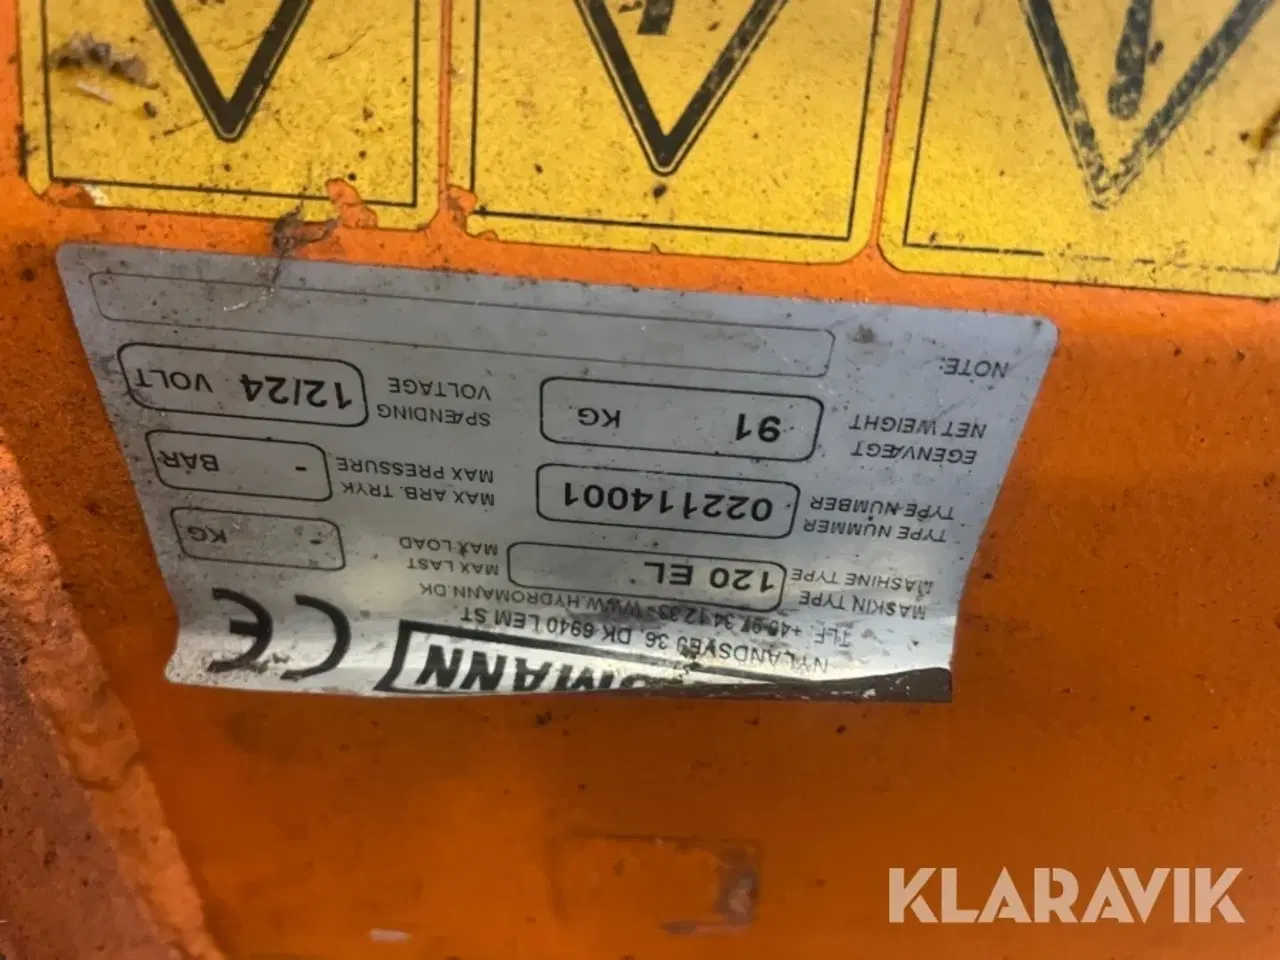 OMANN CE
NYLANDSVEJ 36, DK 6940 LEM ST.
TLF. +45 97 34 12 33 - WWW.HYDROMANN.DK
MASKIN TYPE
MASHINE TYPE
120 EL
MAX LAST
MAX LOAD
- KG
TYPE NUMMER
TYPE NUMBER
022114001
MAX ARB. TRYK
MAX PRESSURE
- BAR
EGENVÆGT
NETWEIGHT
91 KG
SPÆNDING
VOLTAGE
12/24 VOLT
NOTE:
KLARAVIK